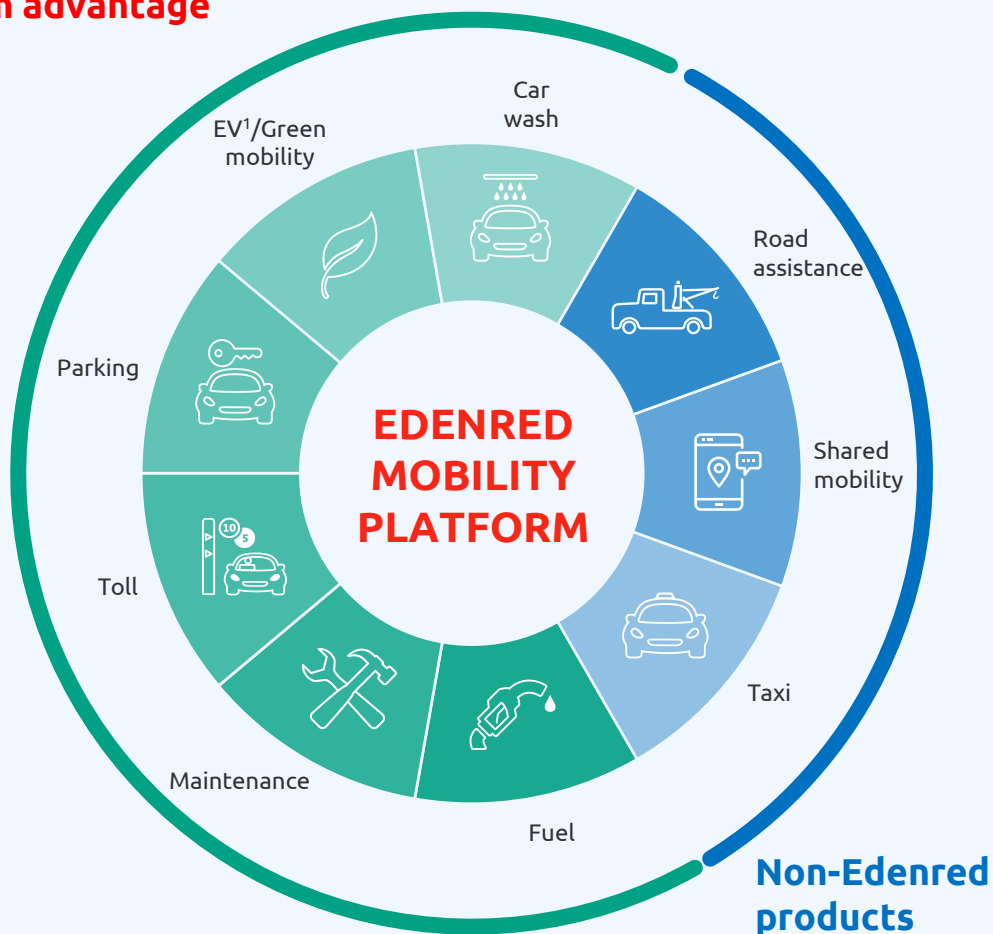 advantage
Car
wash
EV¹/Green
mobility
Road
assistance
Parking
EDENRED
MOBILITY
PLATFORM
Shared
mobility
10
5
Toll
Taxi
Maintenance
Fuel
Non-Edenred
products